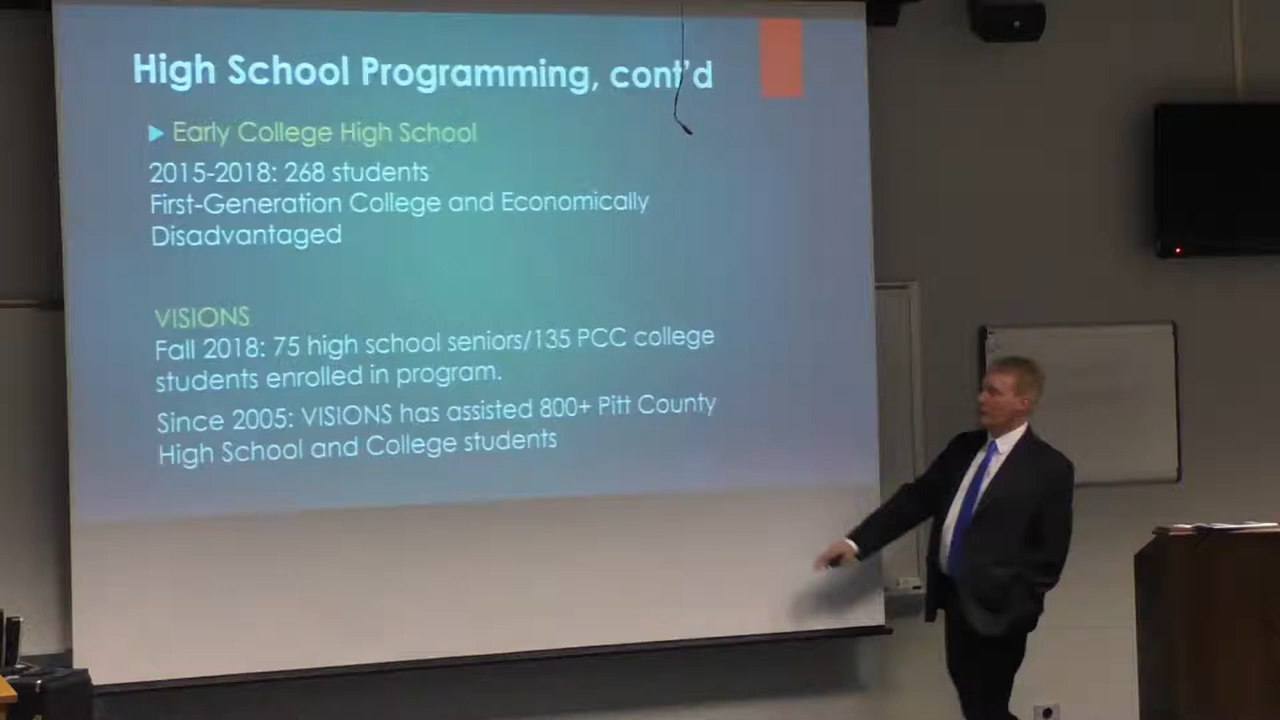 High School Programming, cont'd
Early College High School
2015-2018: 268 students
First-Generation College and Economically
Disadvantaged
VISIONS
Fall 2018: 75 high school seniors/135 PCC college
students enrolled in program.
Since 2005: VISIONS has assisted 800+ Pitt County
High School and College students